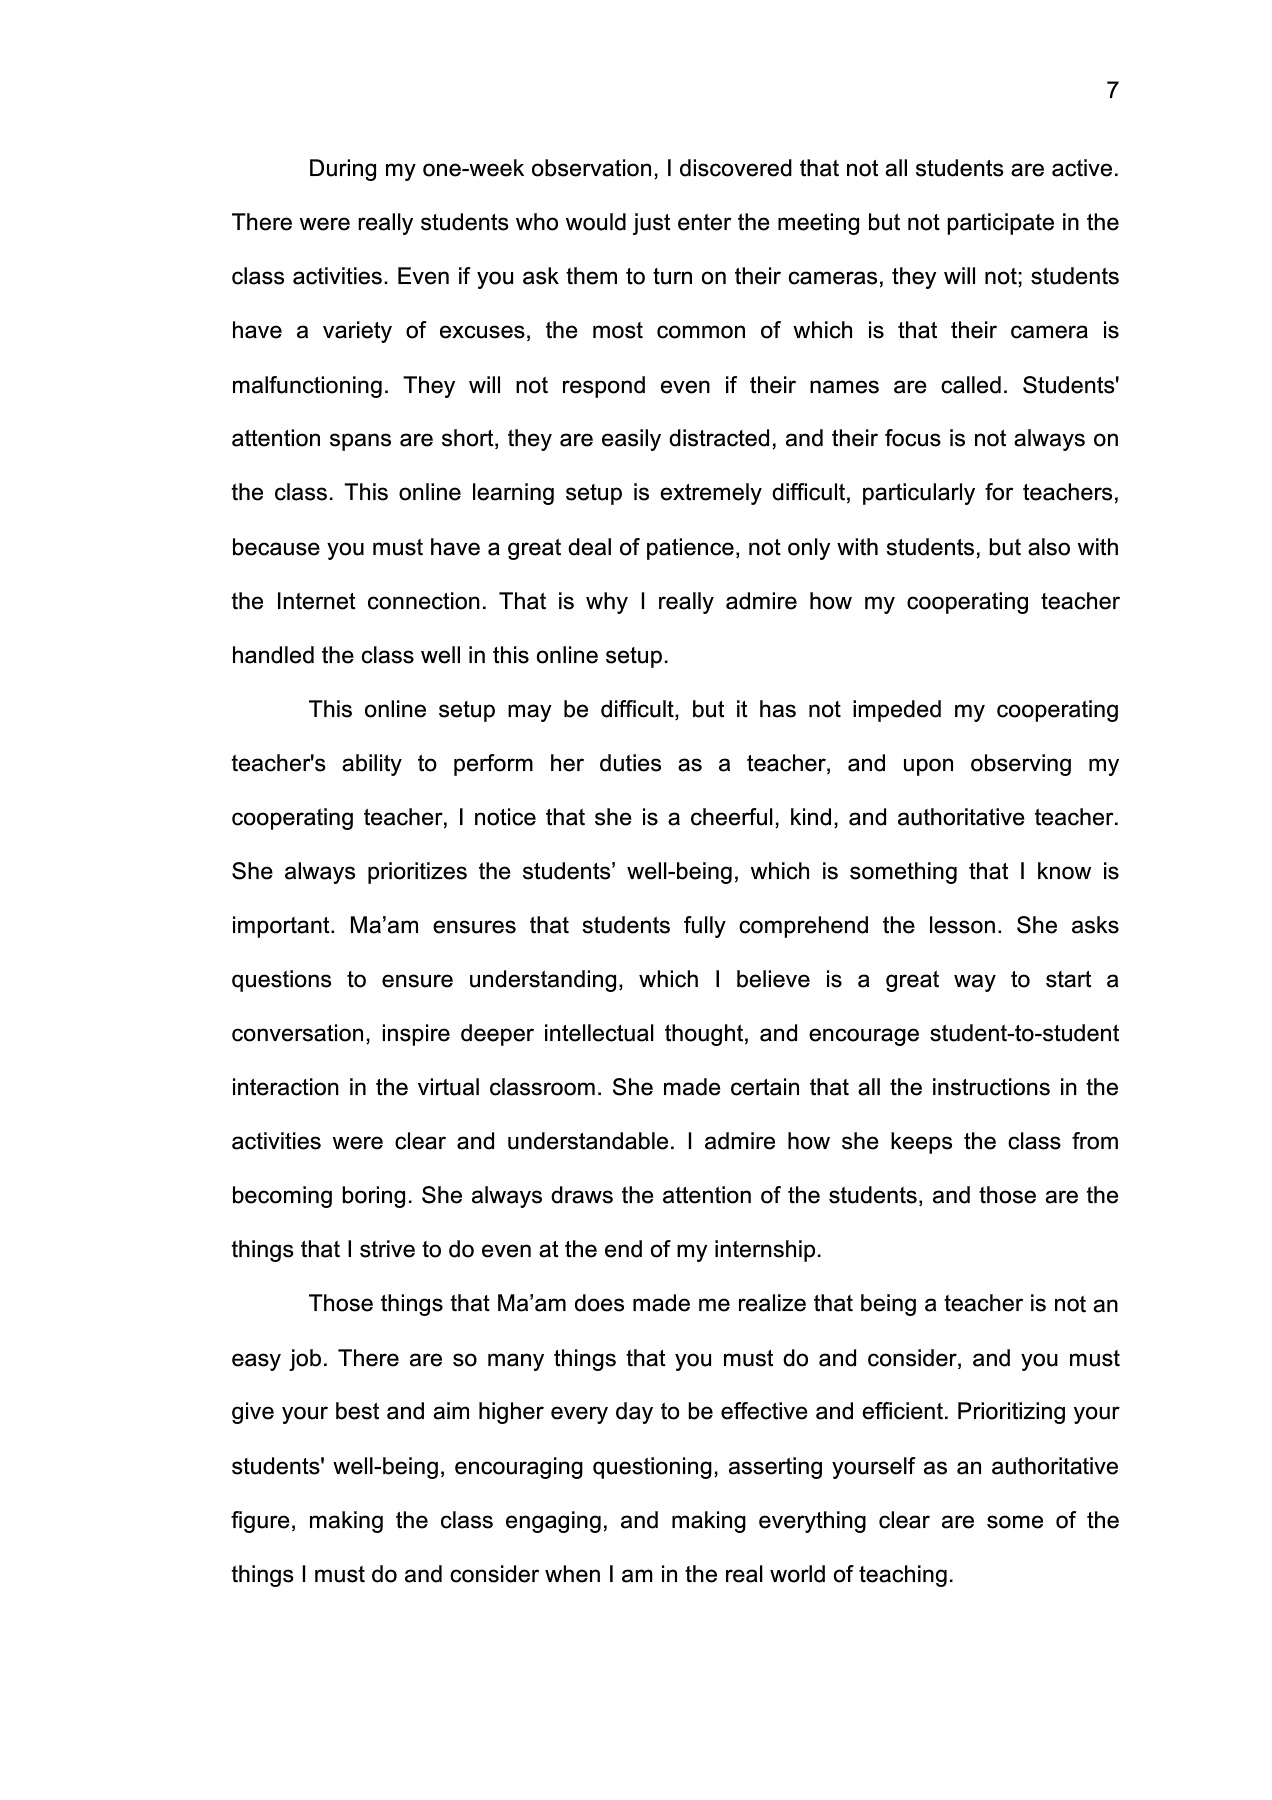 7
During my one-week observation, I discovered that not all students are active.
There were really students who would just enter the meeting but not participate in the
class activities. Even if you ask them to turn on their cameras, they will not; students
have a variety of excuses, the most common of which is that their camera is
malfunctioning. They will not respond even if their names are called. Students'
attention spans are short, they are easily distracted, and their focus is not always on
the class. This online learning setup is extremely difficult, particularly for teachers,
because you must have a great deal of patience, not only with students, but also with
the Internet connection. That is why I really admire how my cooperating teacher
handled the class well in this online setup.
This online setup may be difficult, but it has not impeded my cooperating
teacher's ability to perform her duties as a teacher, and upon observing my
cooperating teacher, I notice that she is a cheerful, kind, and authoritative teacher.
She always prioritizes the students’ well-being, which is something that I know is
important. Ma’am ensures that students fully comprehend the lesson. She asks
questions to ensure understanding, which I believe is a great way to start a
conversation, inspire deeper intellectual thought, and encourage student-to-student
interaction in the virtual classroom. She made certain that all the instructions in the
activities were clear and understandable. I admire how she keeps the class from
becoming boring. She always draws the attention of the students, and those are the
things that I strive to do even at the end of my internship.
Those things that Ma’am does made me realize that being a teacher is not an
easy job. There are so many things that you must do and consider, and you must
give your best and aim higher every day to be effective and efficient. Prioritizing your
students' well-being, encouraging questioning, asserting yourself as an authoritative
figure, making the class engaging, and making everything clear are some of the
things I must do and consider when I am in the real world of teaching.